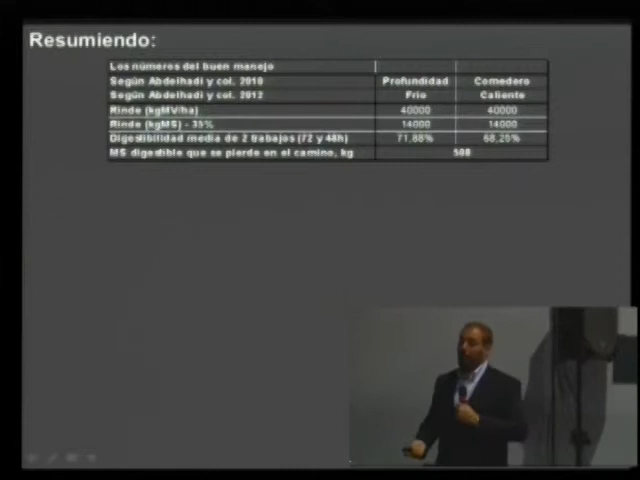 Resumiendo:
Los números del buen manejo
Según Abdelhadi y col. 2010 Profundidad Comedero
Según Abdelhadi y col. 2012 Frio Caliente
Rinde (kgMV/ha) 40000 40000
Rinde (kgMS) - 35% 14000 14000
Digestibilidad media de 2 trabajos (72 y 48h) 71,88% 68,25%
MS digestible que se pierde en el camino, kg 508